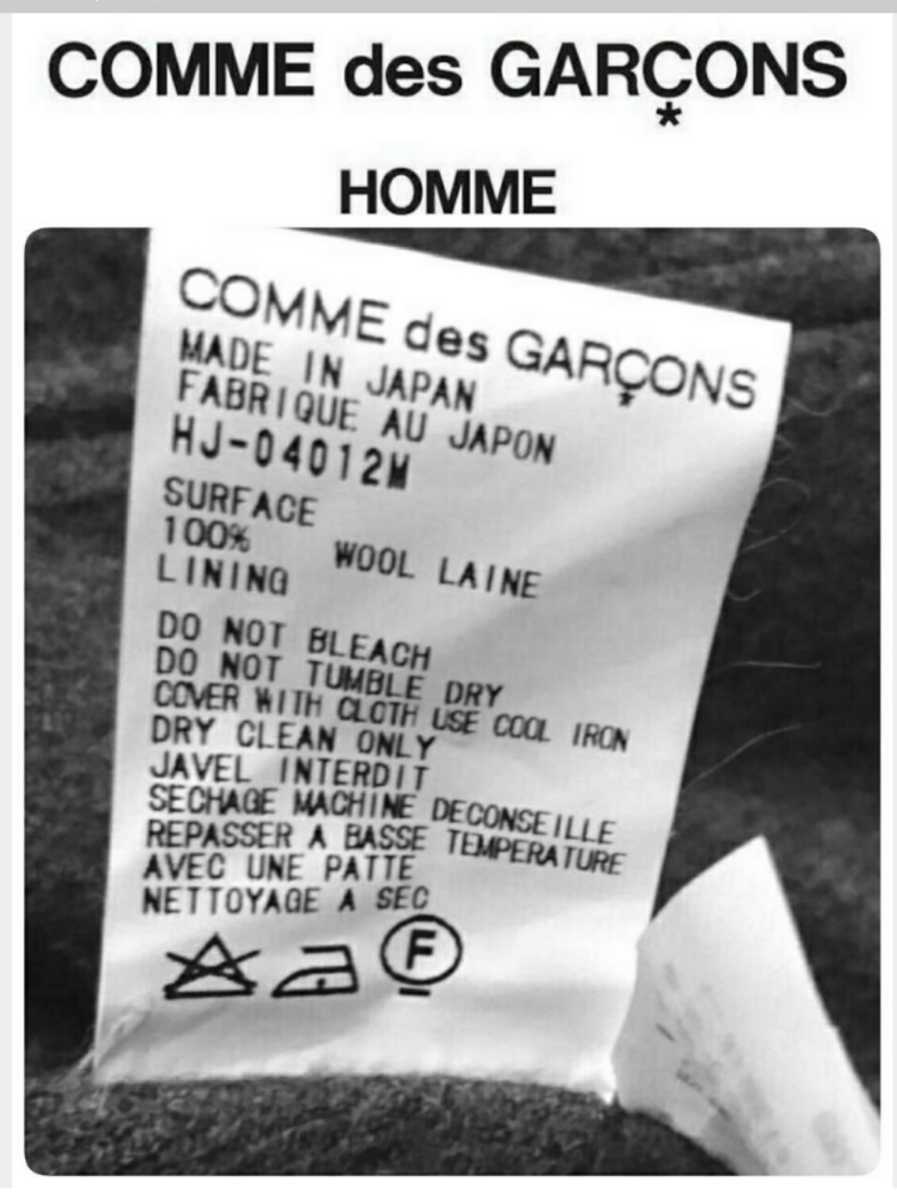 COMME des GARÇONS
*
HOMME
COMME des GARÇONS
MADE IN JAPAN
FABRIQUE AU JAPON
HJ-04012M
SURFACE
100% WOOL LAINE
LINING
DO NOT BLEACH
DO NOT TUMBLE DRY
COVER WITH CLOTH USE COOL IRON
DRY CLEAN ONLY
JAVEL INTERDIT
SECHAGE MACHINE DECONSEILLE
REPASSER A BASSE TEMPERATURE
AVEC UNE PATTE
NETTOYAGE A SEC
F